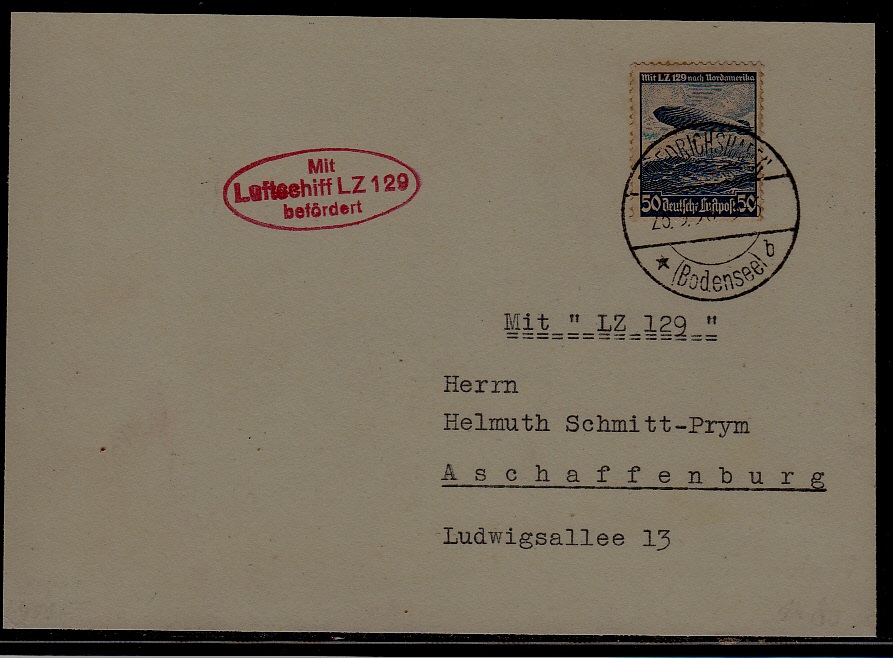 Mit LZ 129 nach Nordamerika
50 Deutsche Luftpost 50
FRIEDRICHSHAFEN
(Bodensee) b
Mit
Luftschiff LZ 129
befördert
Mit " LZ 129 "
Herrn
Helmuth Schmitt-Prym
Aschaffenburg
Ludwigsallee 13